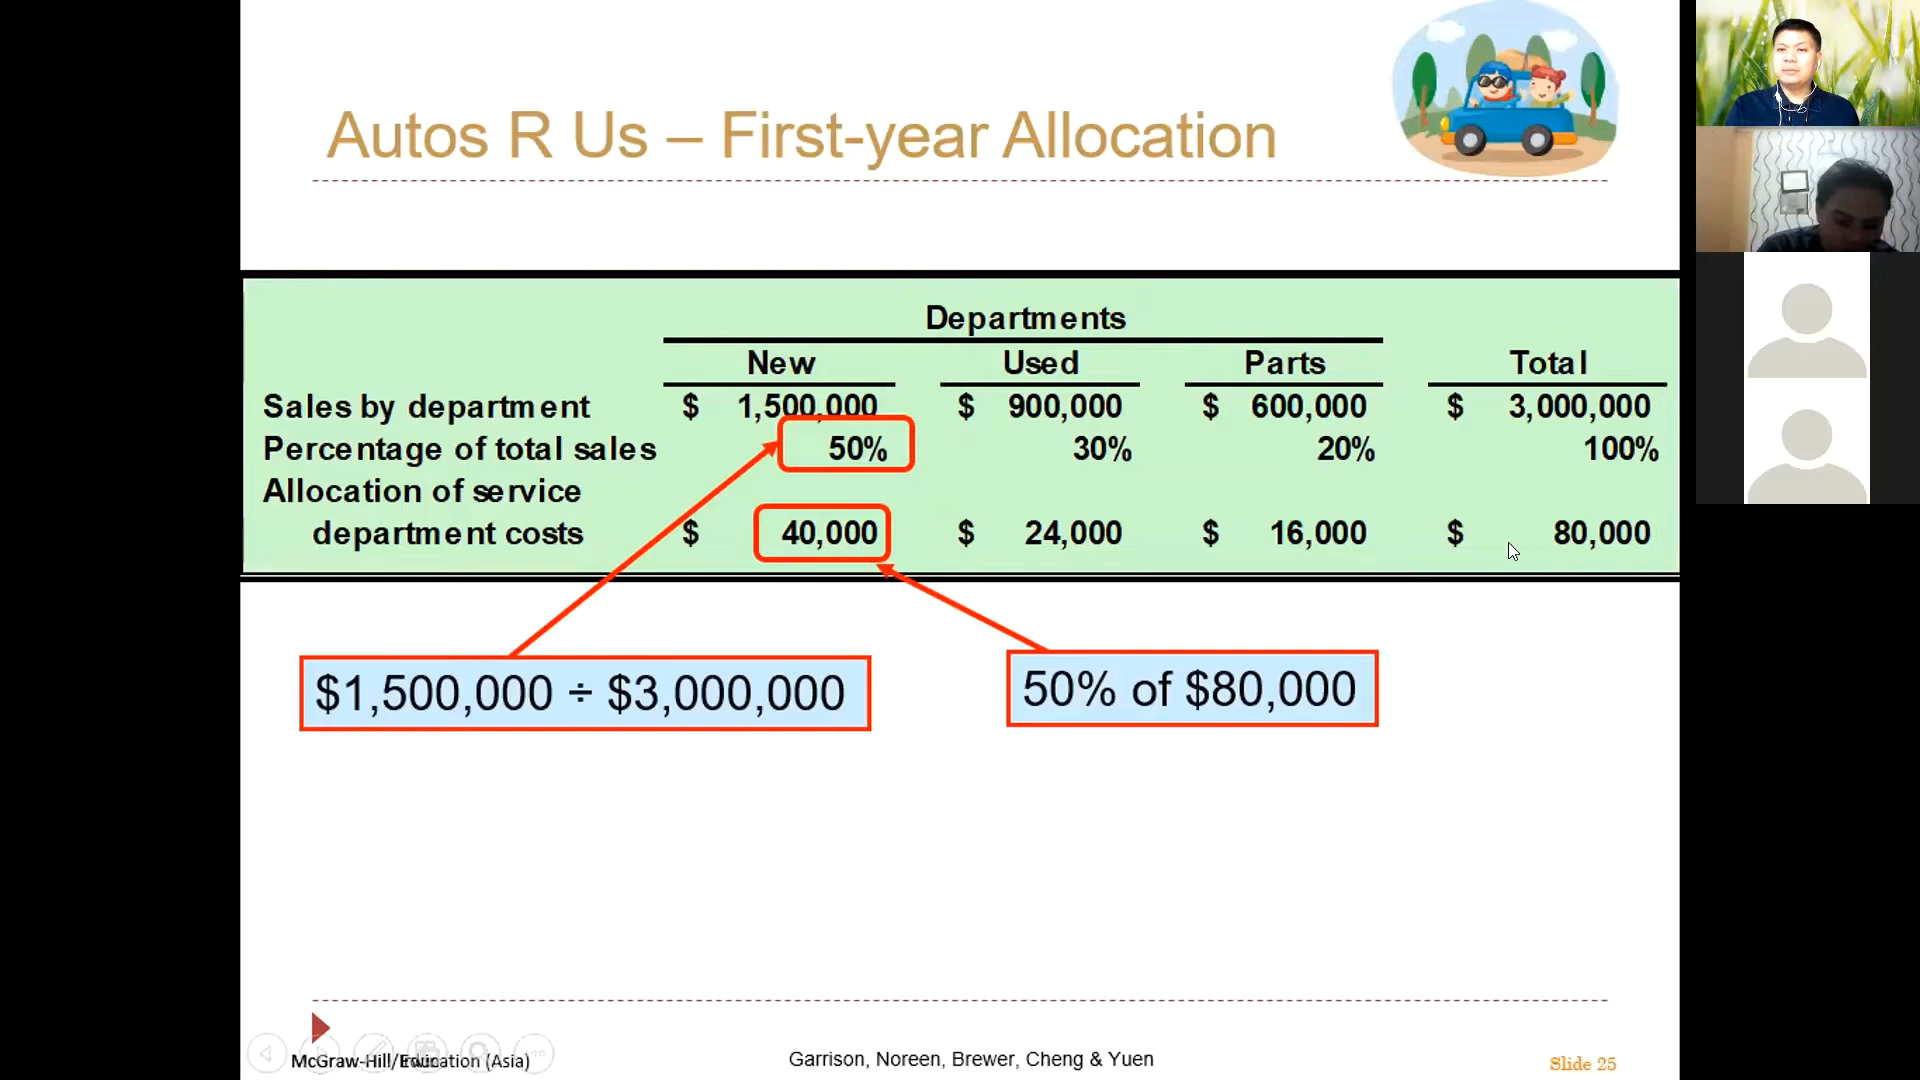 Autos R Us – First-year Allocation
Departments
New Used Parts Total
Sales by department $ 1,500,000 $ 900,000 $ 600,000 $ 3,000,000
Percentage of total sales 50% 30% 20% 100%
Allocation of service
department costs $ 40,000 $ 24,000 $ 16,000 $ 80,000
$1,500,000 ÷ $3,000,000
50% of $80,000
McGraw-Hill/ Education (Asia)
Garrison, Noreen, Brewer, Cheng & Yuen
Slide 25